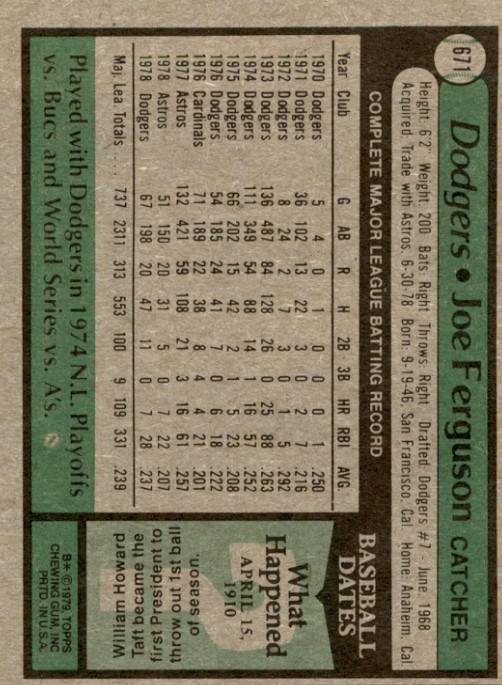 671
Dodgers • Joe Ferguson CATCHER
Height: 6'2" Weight: 200 Bats: Right Throws: Right Drafted: Dodgers #7 - June, 1968
Acquired: Trade with Astros, 6-30-78 Born: 9-19-46, San Francisco, Cal. Home: Anaheim, Cal.
COMPLETE MAJOR LEAGUE BATTING RECORD
Year Club G AB R H 2B 3B HR RBI AVG.
1970 Dodgers 5 4 0 1 0 0 0 1 .250
1971 Dodgers 36 102 13 22 3 0 2 7 .216
1972 Dodgers 8 24 2 7 3 0 1 5 .292
1973 Dodgers 136 487 84 128 26 0 25 88 .263
1974 Dodgers 111 349 54 88 14 1 16 57 .252
1975 Dodgers 66 202 15 42 2 1 5 23 .208
1976 Dodgers 54 185 24 41 7 0 6 18 .222
1976 Cardinals 71 189 22 38 8 4 4 21 .201
1977 Astros 132 421 59 108 21 3 16 61 .257
1978 Astros 51 150 20 31 5 0 7 22 .207
1978 Dodgers 67 198 20 47 11 0 7 28 .237
Maj. Lea. Totals .... 737 2311 313 553 100 9 109 331 .239
Played with Dodgers in 1974 N.L. Playoffs
vs. Bucs and World Series vs. A's.
BASEBALL
DATES
What
Happened
APRIL 15,
1910
?
William Howard
Taft became the
first President to
throw out 1st ball
of season.
B* © 1979, TOPPS
CHEWING GUM, INC
PRTD. IN U.S.A.